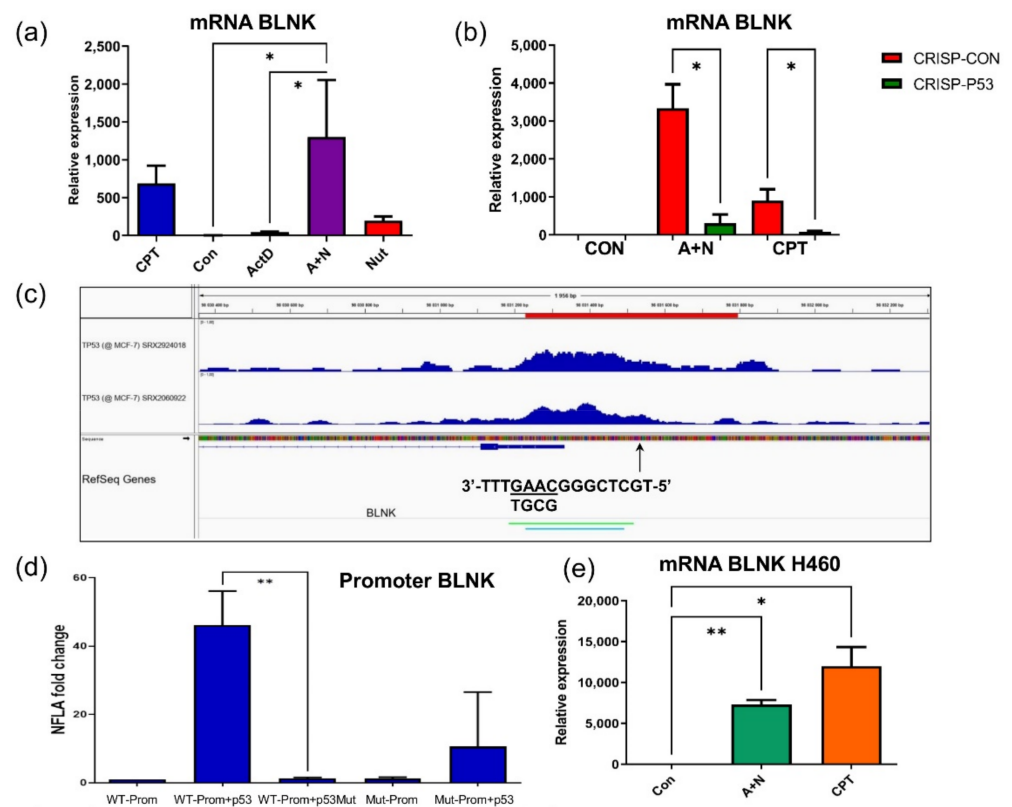 (a)
mRNA BLNK
Relative expression
2,500
2,000
1,500
1,000
500
0
*
*
CPT
Con
ActD
A+N
Nut
(b)
mRNA BLNK
Relative expression
5,000
4,000
3,000
2,000
1,000
0
*
*
CON
A+N
CPT
CRISP-CON
CRISP-P53
(c)
1 956 bp
TP53 (@ MCF-7) SRX2924018
TP53 (@ MCF-7) SRX2060922
Sequence
RefSeq Genes
3’-TTTGAACGGGCTCGT-5’
TGCG
BLNK
(d)
Promoter BLNK
NFLA fold change
60
40
20
0
**
WT-Prom
WT-Prom+p53
WT-Prom+p53Mut
Mut-Prom
Mut-Prom+p53
(e)
mRNA BLNK H460
Relative expression
20,000
15,000
10,000
5,000
0
*
**
Con
A+N
CPT